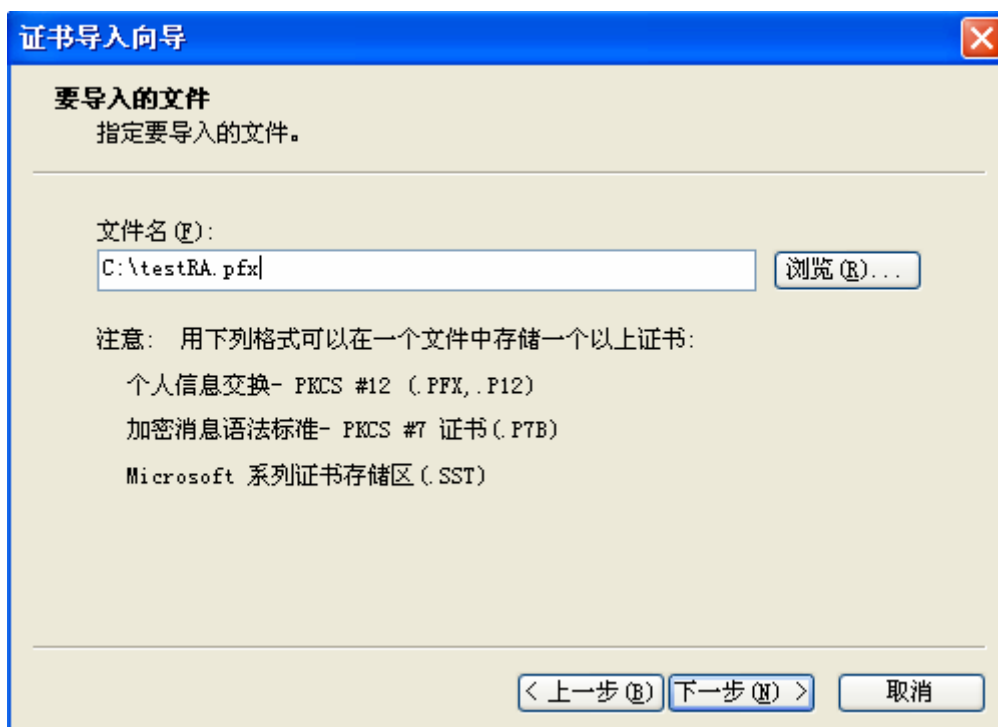 证书导入向导
要导入的文件
指定要导入的文件。
文件名(F):
C:\testRA.pfx
浏览(R)...
注意: 用下列格式可以在一个文件中存储一个以上证书:
个人信息交换- PKCS #12 (.PFX,.P12)
加密消息语法标准- PKCS #7 证书(.P7B)
Microsoft 系列证书存储区(.SST)
< 上一步(B) 下一步(N) > 取消